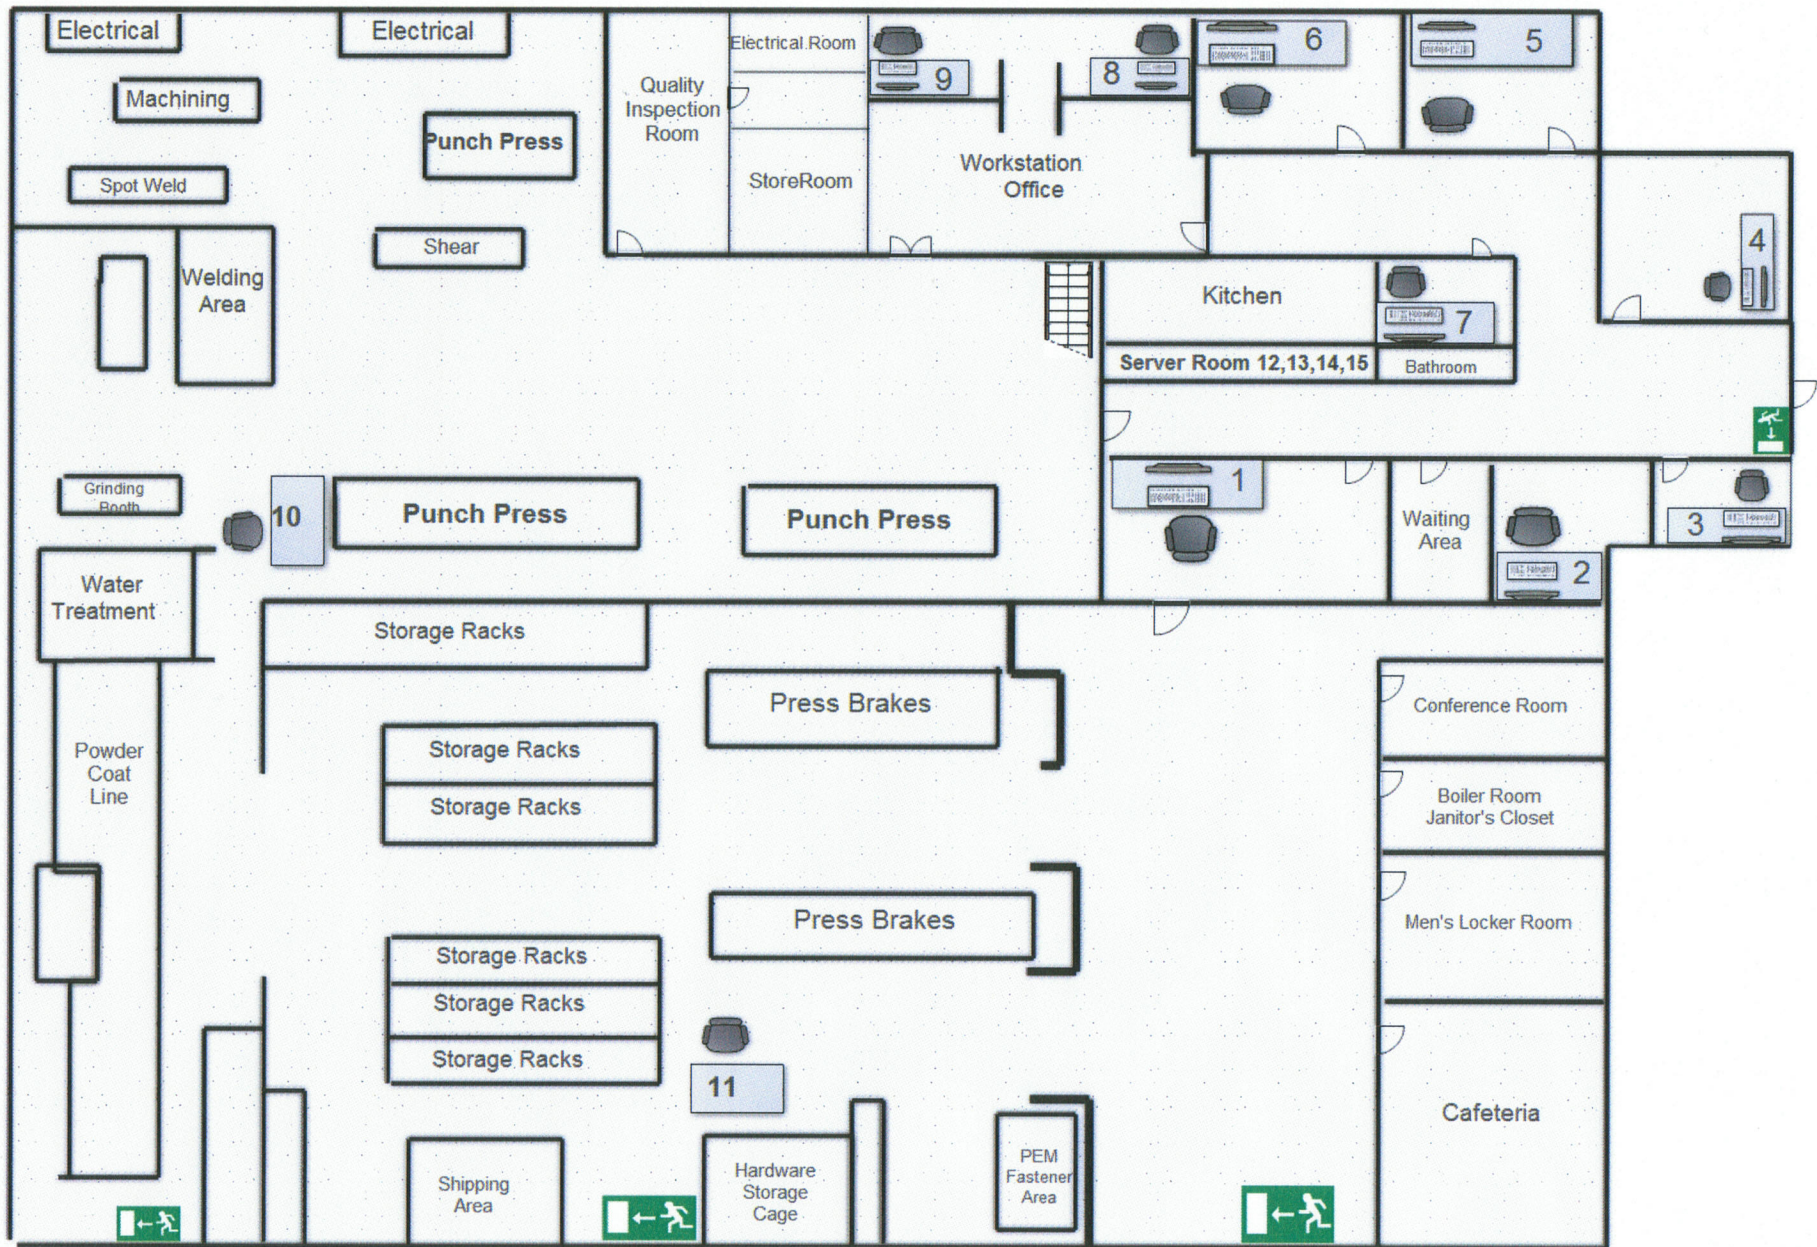 Electrical
Electrical
Machining
Punch Press
Spot Weld
Shear
Welding
Area
Quality
Inspection
Room
Electrical Room
StoreRoom
9
8
6
5
Workstation
Office
4
Kitchen
7
Server Room 12,13,14,15
Bathroom
Grinding
Booth
10
Punch Press
Punch Press
1
Waiting
Area
2
3
Water
Treatment
Storage Racks
Press Brakes
Conference Room
Powder
Coat
Line
Storage Racks
Storage Racks
Boiler Room
Janitor's Closet
Press Brakes
Men's Locker Room
Storage Racks
Storage Racks
Storage Racks
11
Cafeteria
Shipping
Area
Hardware
Storage
Cage
PEM
Fastener
Area